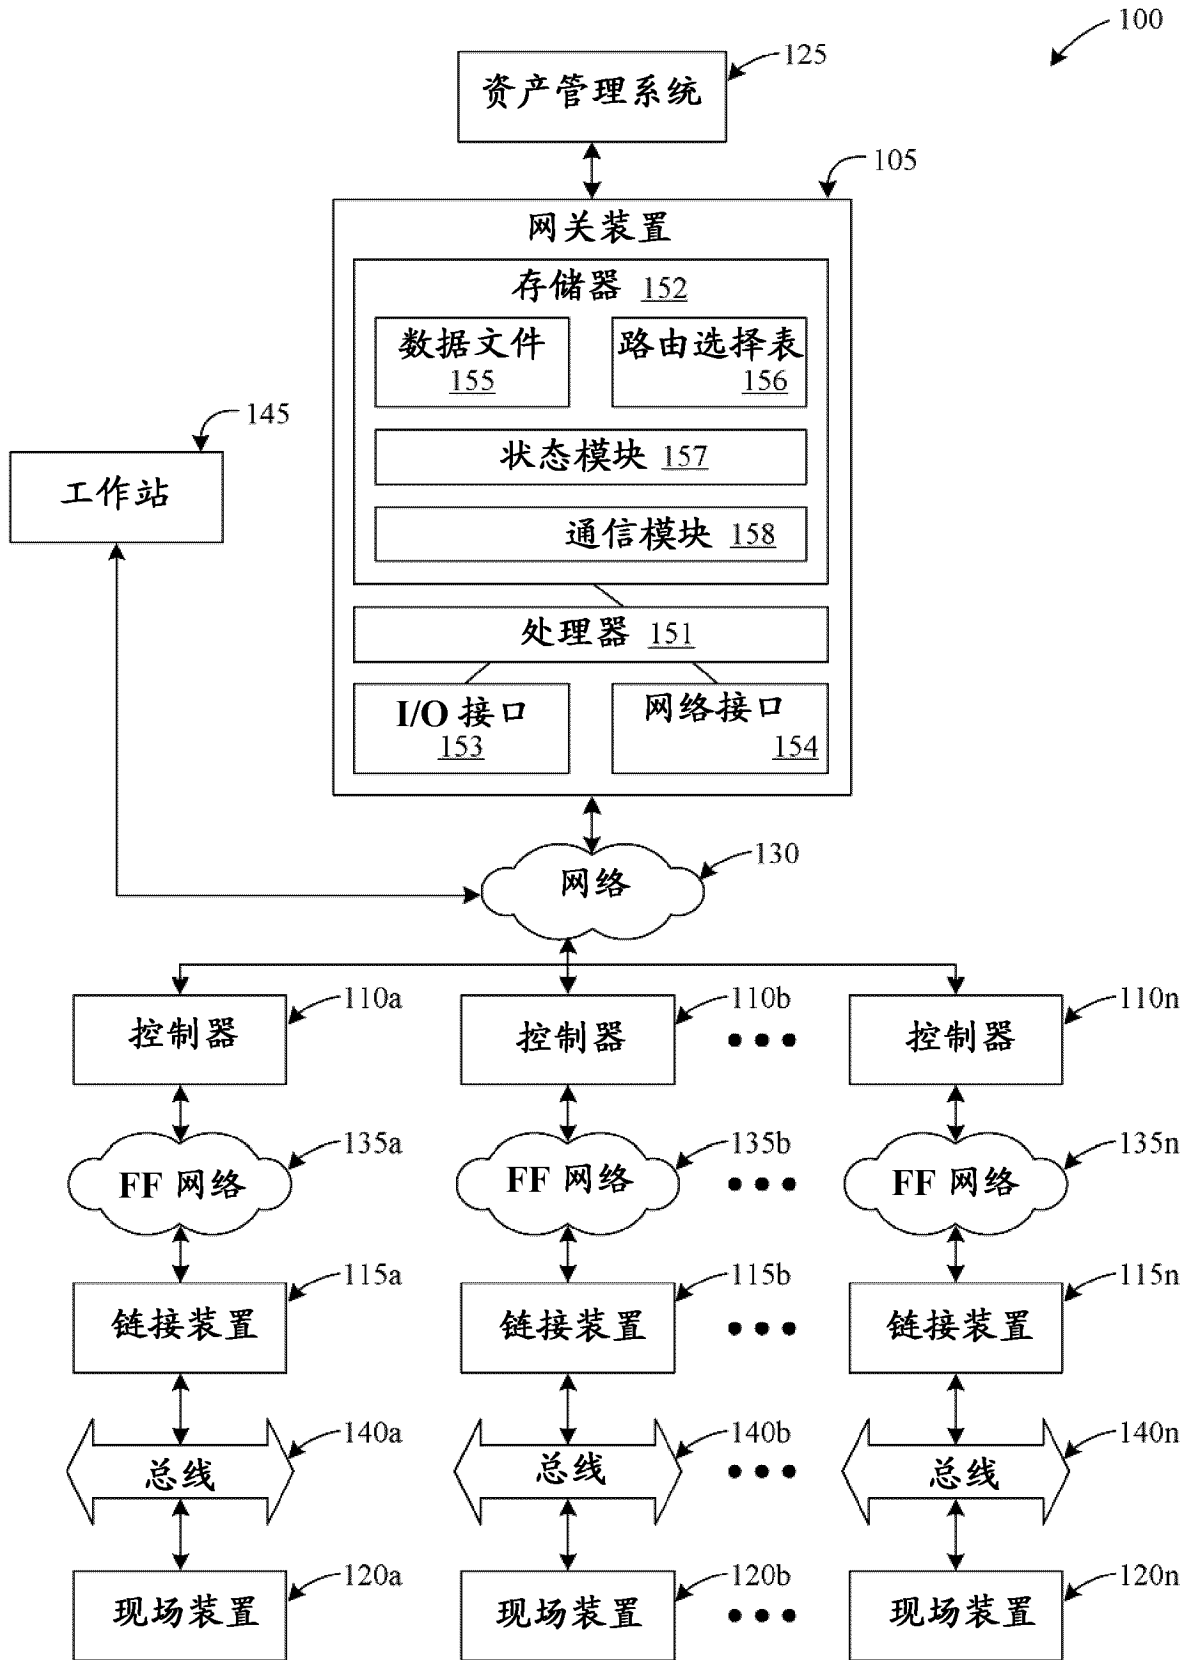 100
资产管理系统
125
105
网关装置
存储器 152
数据文件
155
路由选择表
156
状态模块 157
通信模块 158
145
工作站
处理器 151
I/O 接口
153
网络接口
154
网络
130
控制器
110a
控制器
110b
控制器
110n
FF 网络
135a
FF 网络
135b
FF 网络
135n
链接装置
115a
链接装置
115b
链接装置
115n
总线
140a
总线
140b
总线
140n
现场装置
120a
现场装置
120b
现场装置
120n